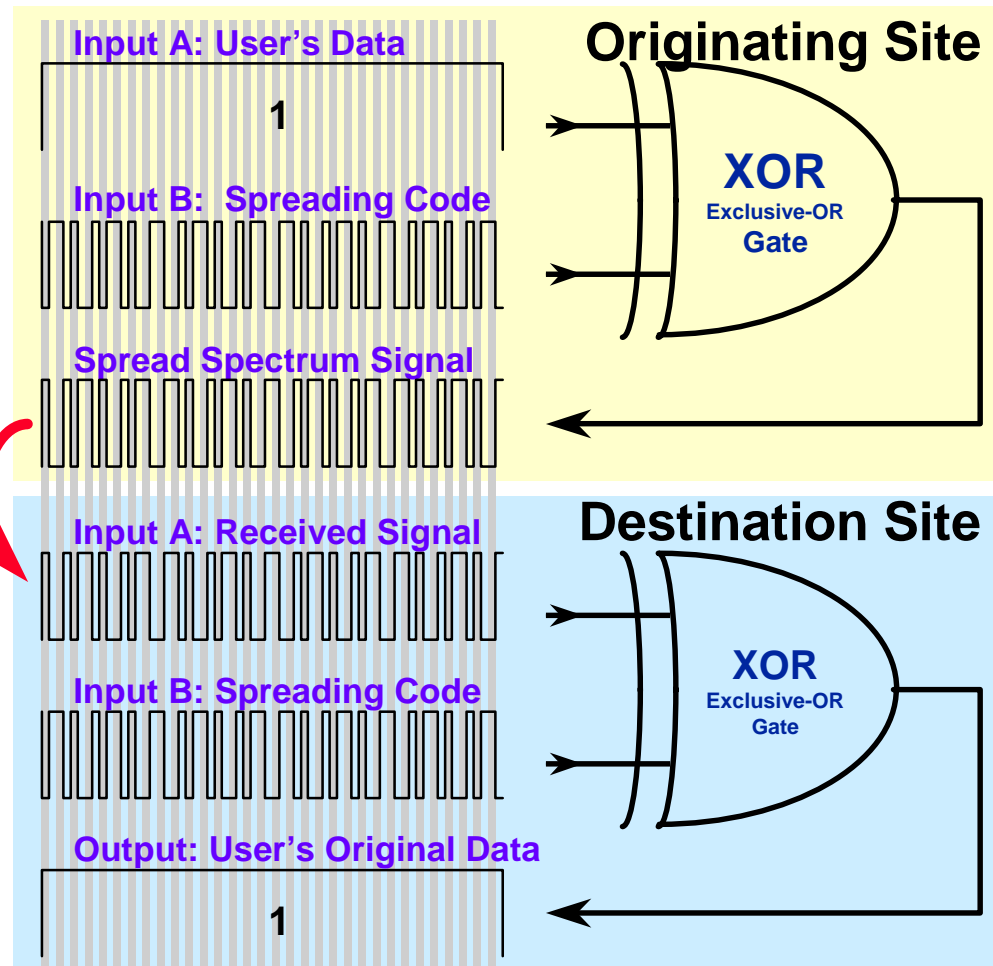 Originating Site
Input A: User’s Data
1
Input B:  Spreading Code
XOR
Exclusive-OR
Gate
Spread Spectrum Signal
Destination Site
Input A: Received Signal
XOR
Exclusive-OR
Gate
Input B: Spreading Code
Output: User’s Original Data
1